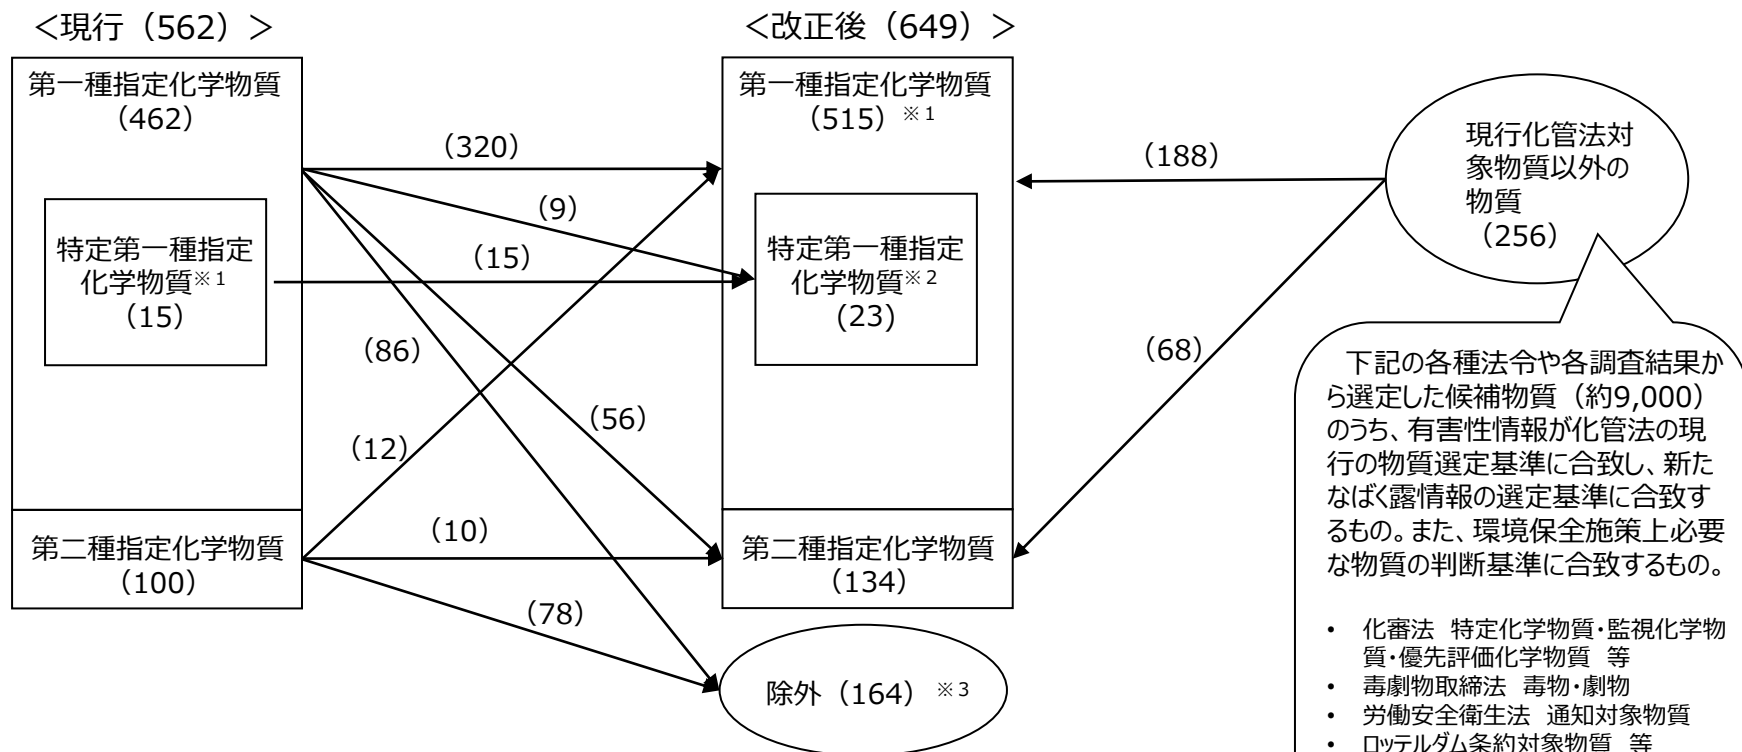 ＜現行（562）＞
第一種指定化学物質
（462）
特定第一種指定
化学物質※1
（15）
第二種指定化学物質
（100）
（320）
（9）
（15）
（86）
（56）
（12）
（10）
（78）
＜改正後（649）＞
第一種指定化学物質
（515）※1
特定第一種指定
化学物質※2
（23）
第二種指定化学物質
（134）
除外（164）※3
（188）
（68）
現行化管法対
象物質以外の
物質
（256）
下記の各種法令や各調査結果か
ら選定した候補物質（約9,000）
のうち、有害性情報が化管法の現
行の物質選定基準に合致し、新た
なばく露情報の選定基準に合致す
るもの。また、環境保全施策上必要
な物質の判断基準に合致するもの。
• 化審法 特定化学物質・監視化学物
質・優先評価化学物質 等
• 毒劇物取締法 毒物・劇物
• 労働安全衛生法 通知対象物質
• ロッテルダム条約対象物質 等